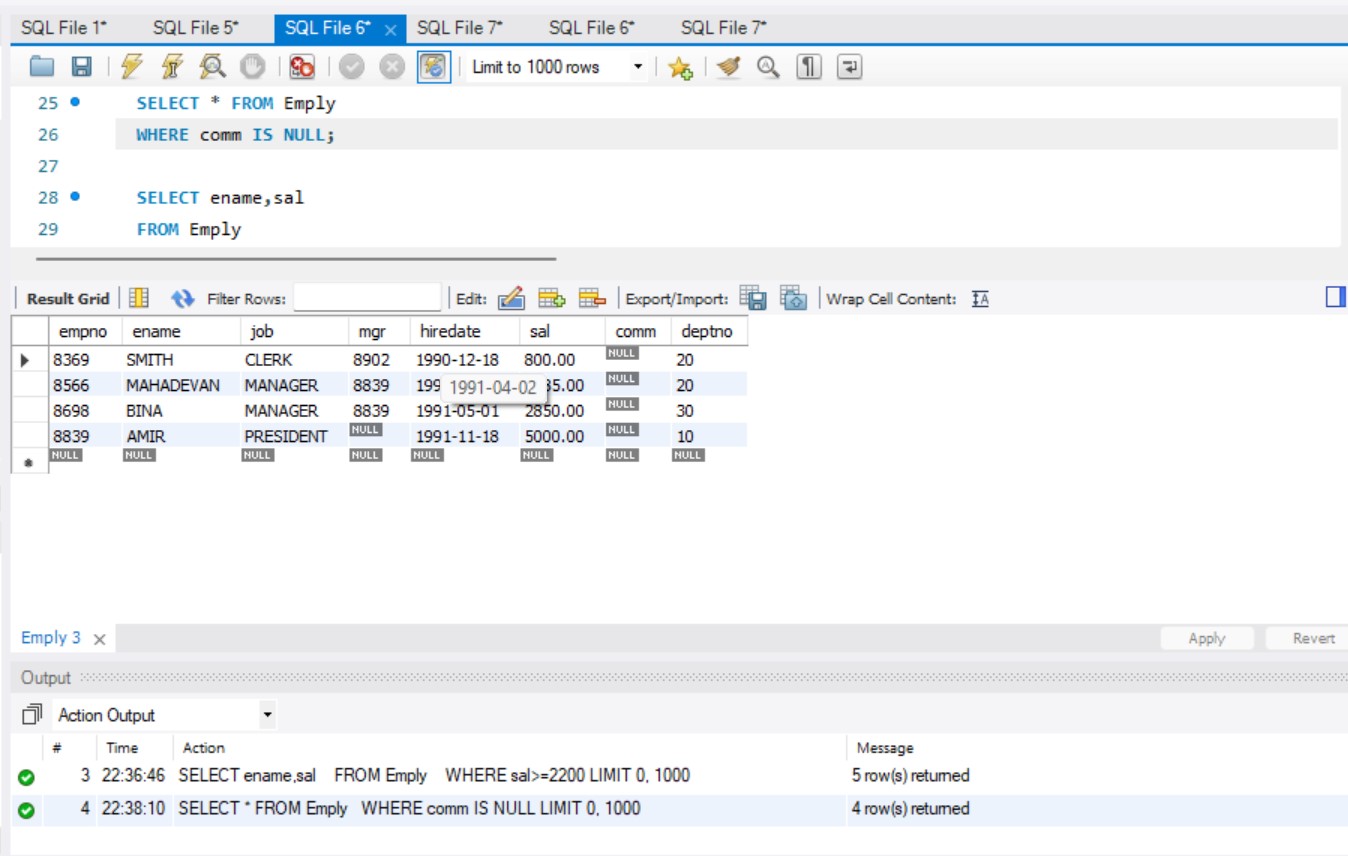 SQL File 1* SQL File 5* SQL File 6* × SQL File 7* SQL File 6* SQL File 7*
Limit to 1000 rows
25 SELECT * FROM Emply
26 WHERE comm IS NULL;
27
28 SELECT ename,sal
29 FROM Emply
Result Grid Filter Rows: Edit: Export/Import: Wrap Cell Content: IA
empno ename job mgr hiredate sal comm deptno
8369 SMITH CLERK 8902 1990-12-18 800.00 NULL 20
8566 MAHADEVAN MANAGER 8839 199 1991-04-02 35.00 NULL 20
8698 BINA MANAGER 8839 1991-05-01 2850.00 NULL 30
8839 AMIR PRESIDENT NULL 1991-11-18 5000.00 NULL 10
NULL NULL NULL NULL NULL NULL NULL NULL
Emply 3 × Apply Revert
Output
Action Output
# Time Action Message
3 22:36:46 SELECT ename,sal FROM Emply WHERE sal>=2200 LIMIT 0, 1000 5 row(s) returned
4 22:38:10 SELECT * FROM Emply WHERE comm IS NULL LIMIT 0, 1000 4 row(s) returned